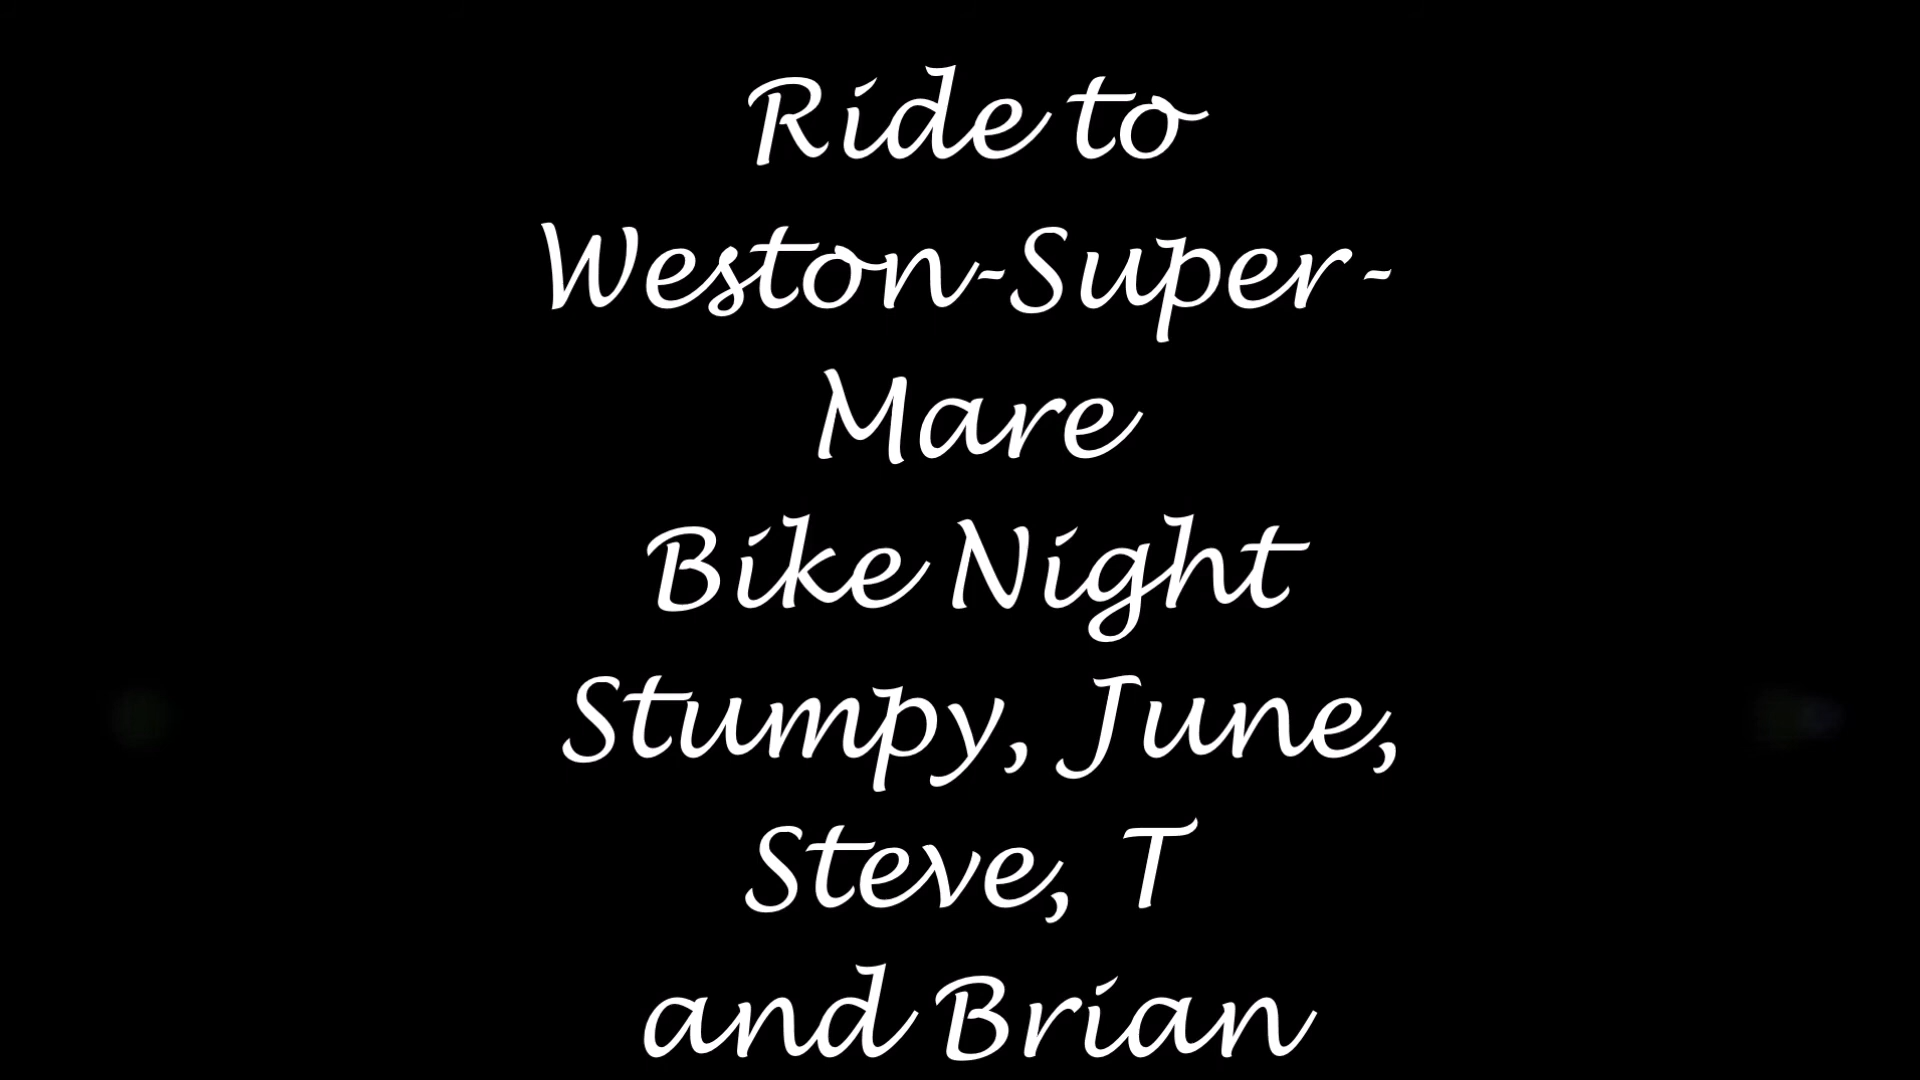 Ride to
Weston-Super-
Mare
Bike Night
Stumpy, June,
Steve, T
and Brian